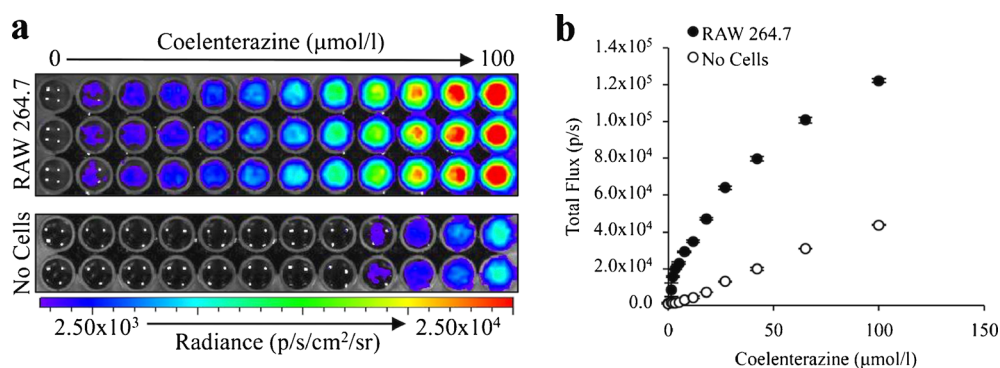 a
Coelenterazine (μmol/l)
0 100
RAW 264.7
No Cells
2.50x10³ 2.50x10⁴
Radiance (p/s/cm²/sr)
b
RAW 264.7
No Cells
Total Flux (p/s)
1.4x10⁵
1.2x10⁵
1.0x10⁵
8.0x10⁴
6.0x10⁴
4.0x10⁴
2.0x10⁴
0.0
0 50 100 150
Coelenterazine (μmol/l)